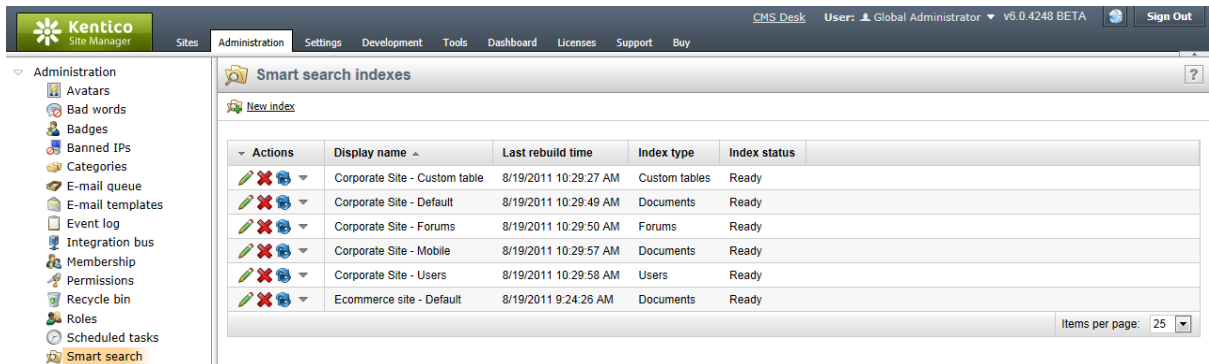 Kentico
Site Manager
CMS Desk User: Global Administrator v6.0.4248 BETA Sign Out
Sites Administration Settings Development Tools Dashboard Licenses Support Buy
Administration
Avatars
Bad words
Badges
Banned IPs
Categories
E-mail queue
E-mail templates
Event log
Integration bus
Membership
Permissions
Recycle bin
Roles
Scheduled tasks
Smart search
Smart search indexes ?
New index
Actions Display name Last rebuild time Index type Index status
Corporate Site - Custom table 8/19/2011 10:29:27 AM Custom tables Ready
Corporate Site - Default 8/19/2011 10:29:49 AM Documents Ready
Corporate Site - Forums 8/19/2011 10:29:50 AM Forums Ready
Corporate Site - Mobile 8/19/2011 10:29:57 AM Documents Ready
Corporate Site - Users 8/19/2011 10:29:58 AM Users Ready
Ecommerce site - Default 8/19/2011 9:24:26 AM Documents Ready
Items per page: 25